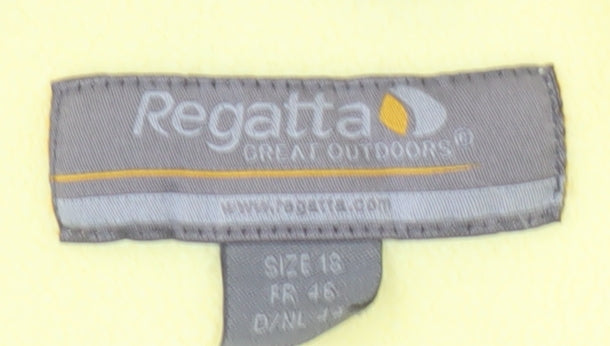 Regatta
GREAT OUTDOORS®
www.regatta.com
SIZE 18
FR 46
D/NL